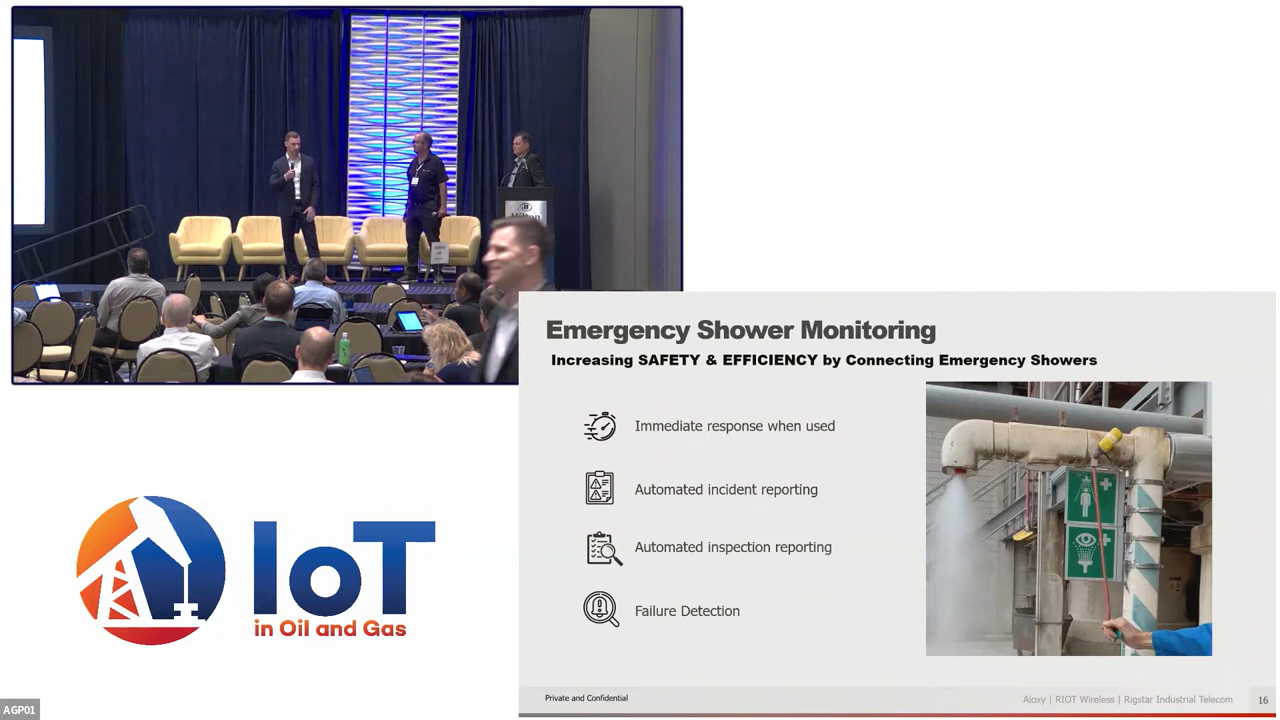 Hilton
Emergency Shower Monitoring
Increasing SAFETY & EFFICIENCY by Connecting Emergency Showers
Immediate response when used
Automated incident reporting
Automated inspection reporting
Failure Detection
IoT
in Oil and Gas
Private and Confidential
Aloxy | RIOT Wireless | Rigstar Industrial Telecom
16
AGP01